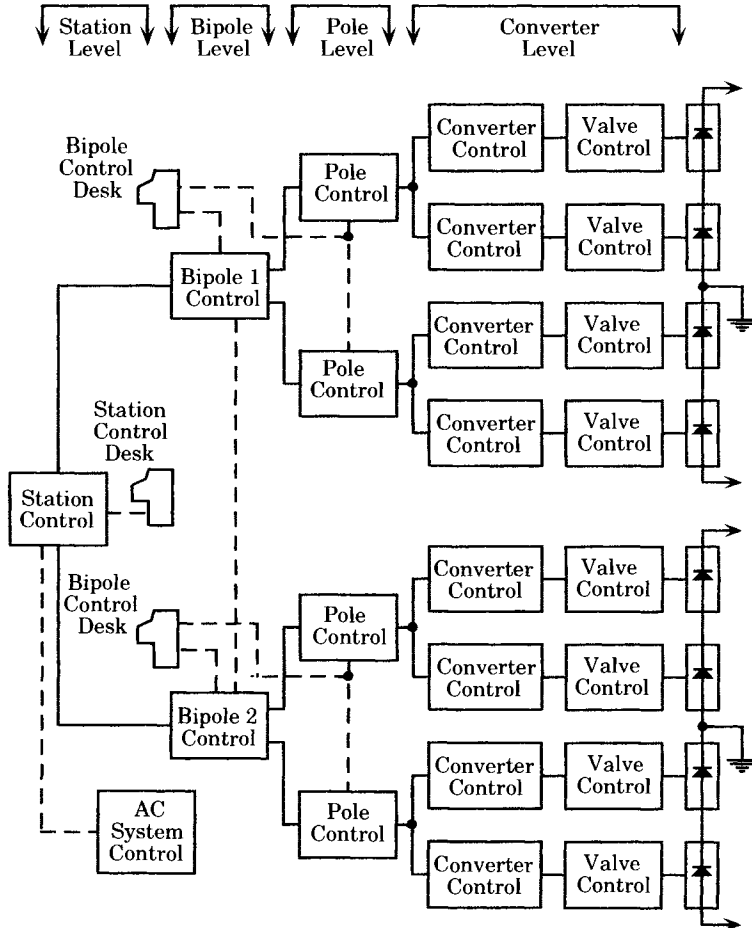 Station Level
Bipole Level
Pole Level
Converter Level
Bipole
Control
Desk
Pole
Control
Converter
Control
Valve
Control
Converter
Control
Valve
Control
Bipole 1
Control
Pole
Control
Converter
Control
Valve
Control
Converter
Control
Valve
Control
Station
Control
Desk
Station
Control
Bipole
Control
Desk
Pole
Control
Converter
Control
Valve
Control
Converter
Control
Valve
Control
Bipole 2
Control
Pole
Control
Converter
Control
Valve
Control
Converter
Control
Valve
Control
AC
System
Control